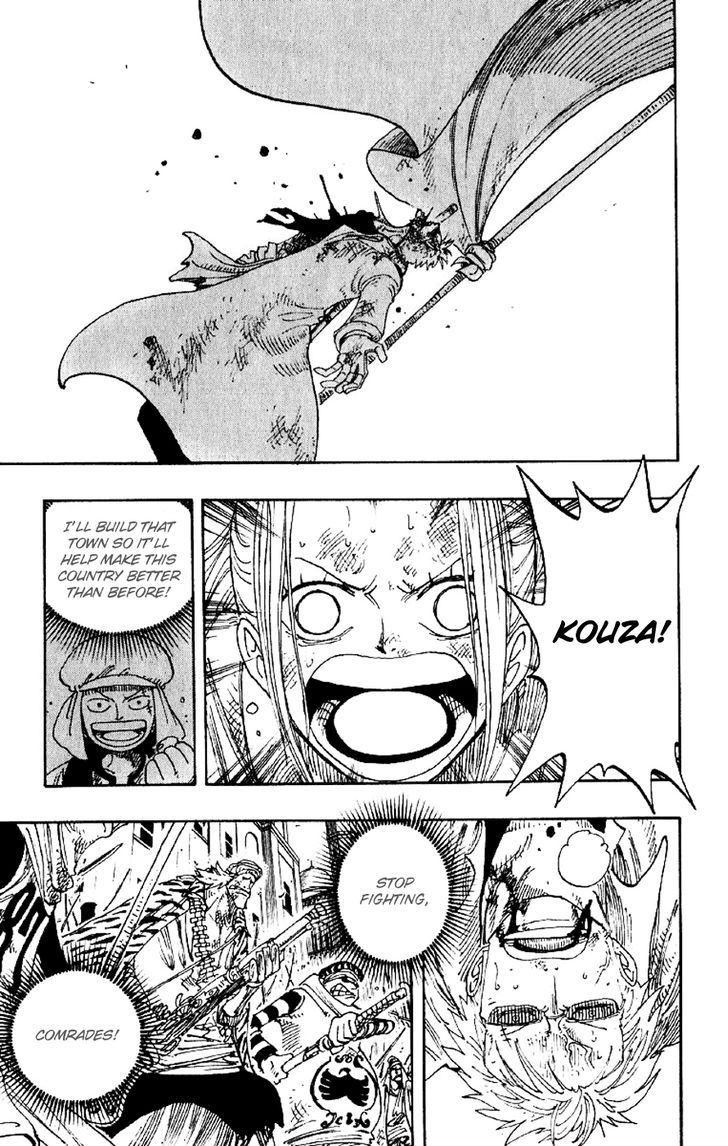 KOUZA!
I'LL BUILD THAT
TOWN SO IT'LL
HELP MAKE THIS
COUNTRY BETTER
THAN BEFORE!
STOP
FIGHTING,
COMRADES!